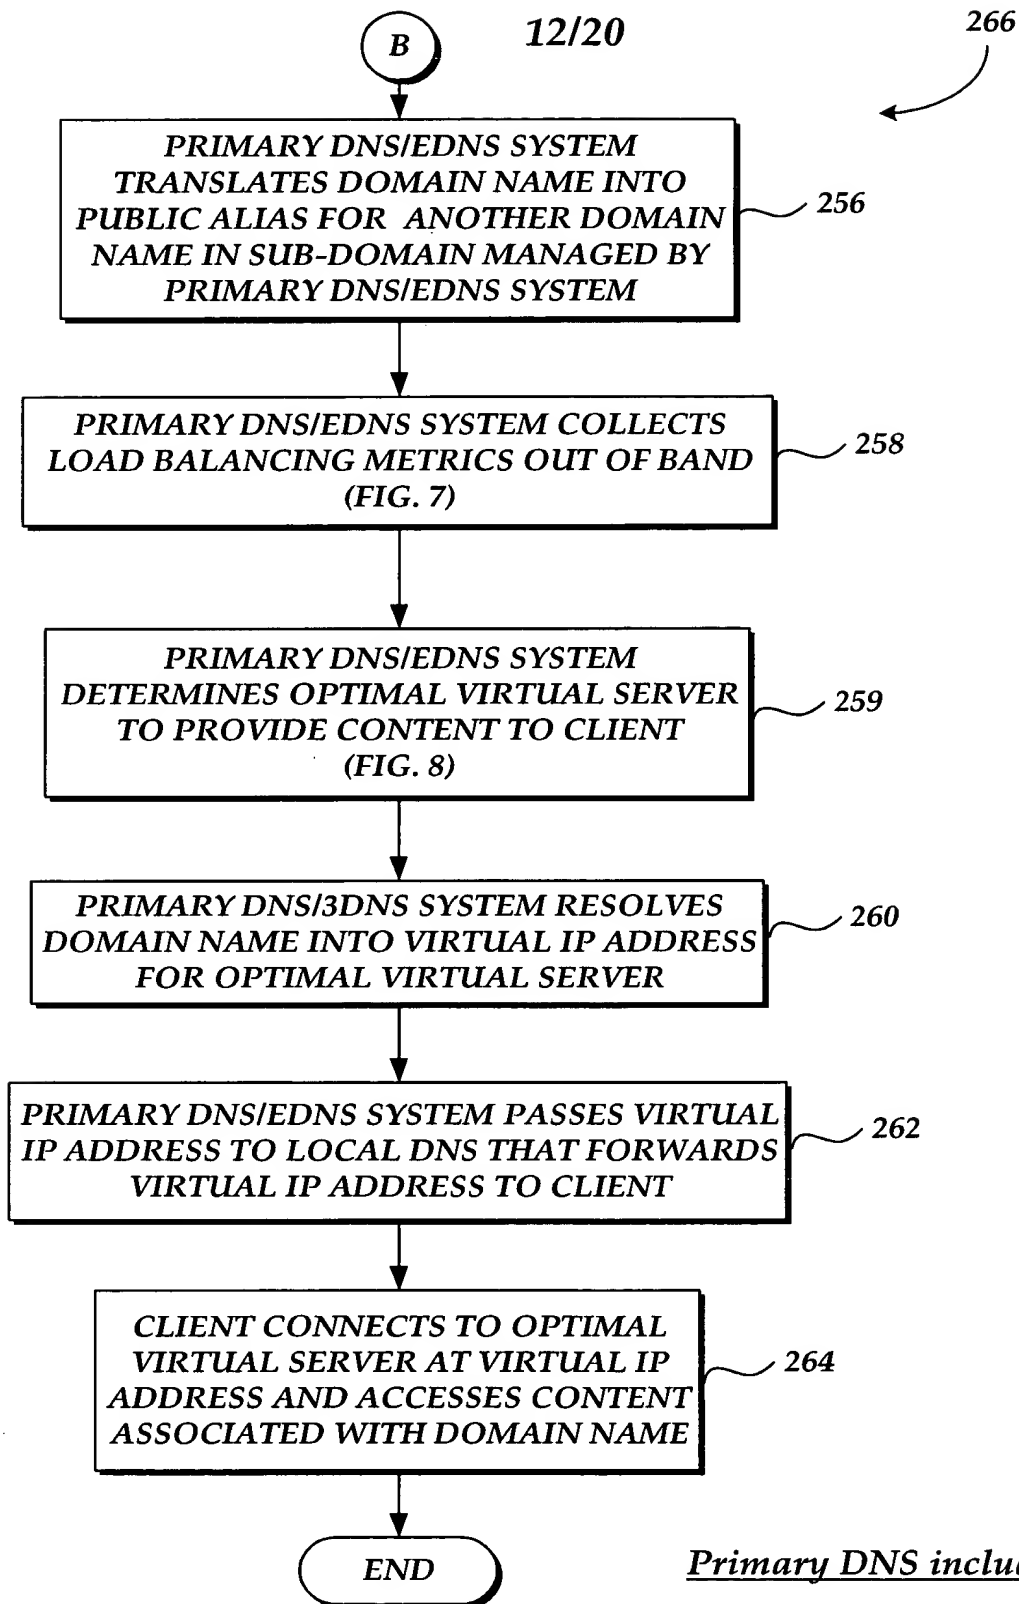 B
12/20
266
PRIMARY DNS/EDNS SYSTEM
TRANSLATES DOMAIN NAME INTO
PUBLIC ALIAS FOR ANOTHER DOMAIN
NAME IN SUB-DOMAIN MANAGED BY
PRIMARY DNS/EDNS SYSTEM
256
PRIMARY DNS/EDNS SYSTEM COLLECTS
LOAD BALANCING METRICS OUT OF BAND
(FIG. 7)
258
PRIMARY DNS/EDNS SYSTEM
DETERMINES OPTIMAL VIRTUAL SERVER
TO PROVIDE CONTENT TO CLIENT
(FIG. 8)
259
PRIMARY DNS/3DNS SYSTEM RESOLVES
DOMAIN NAME INTO VIRTUAL IP ADDRESS
FOR OPTIMAL VIRTUAL SERVER
260
PRIMARY DNS/EDNS SYSTEM PASSES VIRTUAL
IP ADDRESS TO LOCAL DNS THAT FORWARDS
VIRTUAL IP ADDRESS TO CLIENT
262
CLIENT CONNECTS TO OPTIMAL
VIRTUAL SERVER AT VIRTUAL IP
ADDRESS AND ACCESSES CONTENT
ASSOCIATED WITH DOMAIN NAME
264
END
Primary DNS